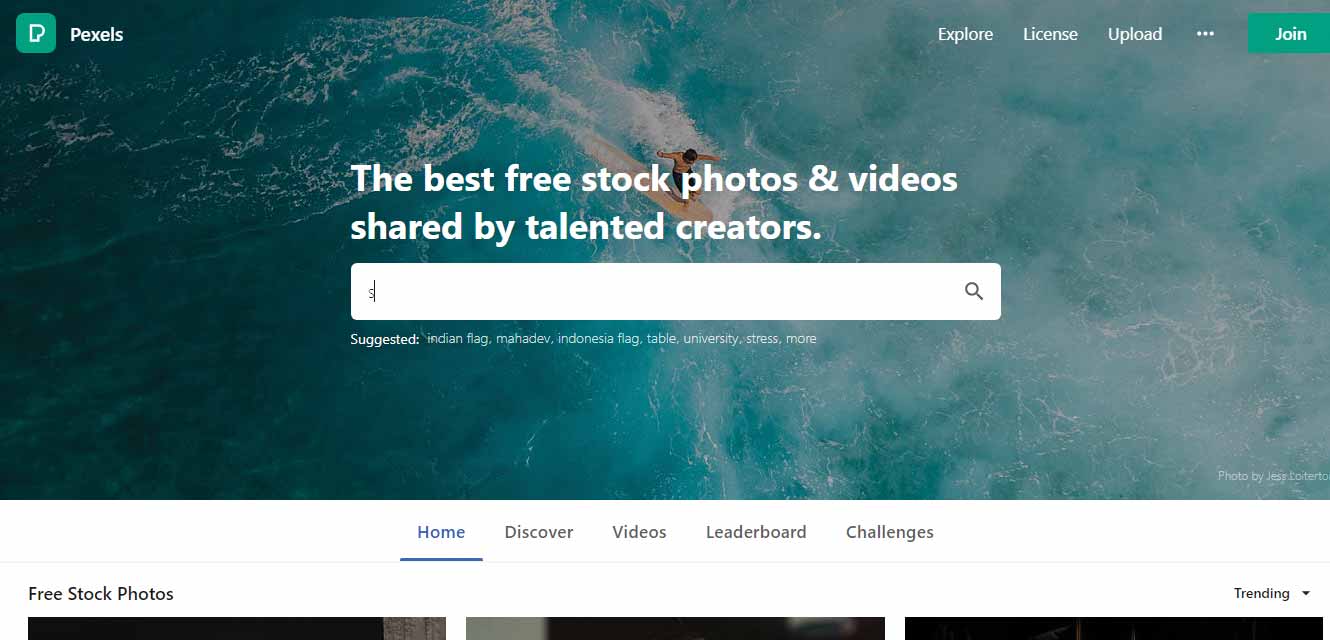 Pexels
Explore
License
Upload
Join
The best free stock photos & videos
shared by talented creators.
s
Suggested: indian flag, mahadev, indonesia flag, table, university, stress, more
Photo by Jess Loiterto
Home
Discover
Videos
Leaderboard
Challenges
Free Stock Photos
Trending